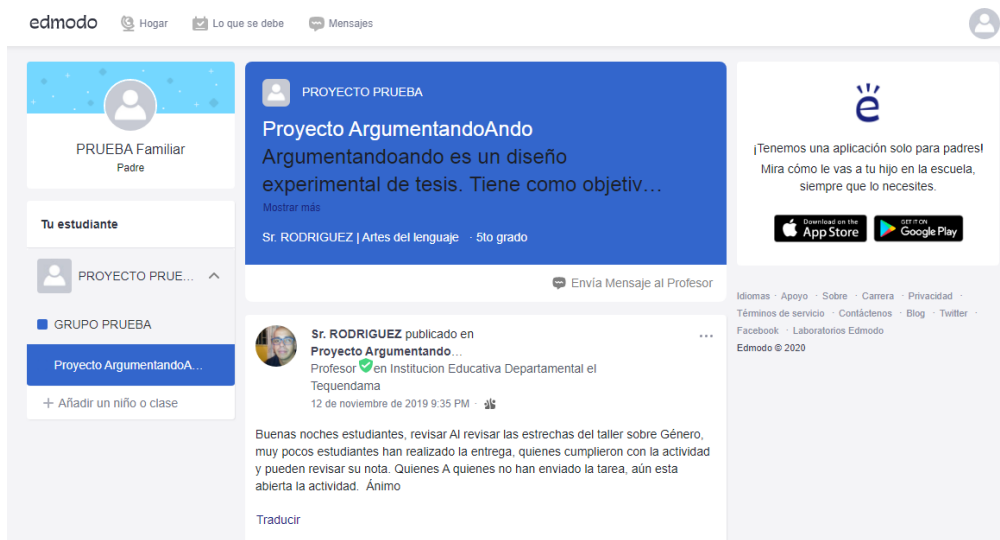 edmodo
Hogar
Lo que se debe
Mensajes
PRUEBA Familiar
Padre
Tu estudiante
PROYECTO PRUE...
GRUPO PRUEBA
Proyecto ArgumentandoA...
+ Añadir un niño o clase
PROYECTO PRUEBA
Proyecto ArgumentandoAndo
Argumentandoando es un diseño
experimental de tesis. Tiene como objetiv...
Mostrar más
Sr. RODRIGUEZ | Artes del lenguaje · 5to grado
Envía Mensaje al Profesor
Sr. RODRIGUEZ publicado en
Proyecto Argumentando...
Profesor en Institucion Educativa Departamental el
Tequendama
12 de noviembre de 2019 9:35 PM ·
Buenas noches estudiantes, revisar Al revisar las estrechas del taller sobre Género,
muy pocos estudiantes han realizado la entrega, quienes cumplieron con la actividad
y pueden revisar su nota. Quienes A quienes no han enviado la tarea, aún esta
abierta la actividad. Ánimo
Traducir
ë
¡Tenemos una aplicación solo para padres!
Mira cómo le vas a tu hijo en la escuela,
siempre que lo necesites.
Download on the
App Store
GET IT ON
Google Play
Idiomas · Apoyo · Sobre · Carrera · Privacidad ·
Términos de servicio · Contáctenos · Blog · Twitter ·
Facebook · Laboratorios Edmodo
Edmodo © 2020